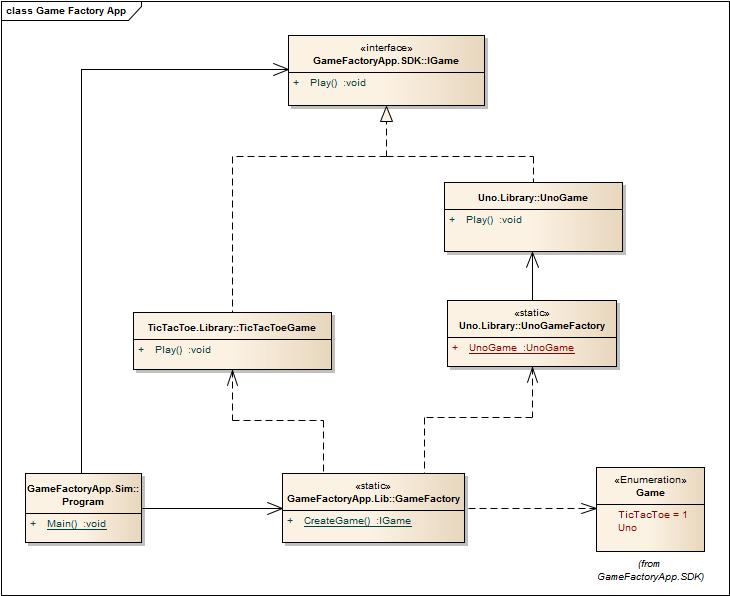 class Game Factory App
«interface»
GameFactoryApp.SDK::IGame
+ Play() :void
Uno.Library::UnoGame
+ Play() :void
«static»
Uno.Library::UnoGameFactory
+ UnoGame :UnoGame
TicTacToe.Library::TicTacToeGame
+ Play() :void
GameFactoryApp.Sim::
Program
+ Main() :void
«static»
GameFactoryApp.Lib::GameFactory
+ CreateGame() :IGame
«Enumeration»
Game
TicTacToe = 1
Uno
(from
GameFactoryApp.SDK)